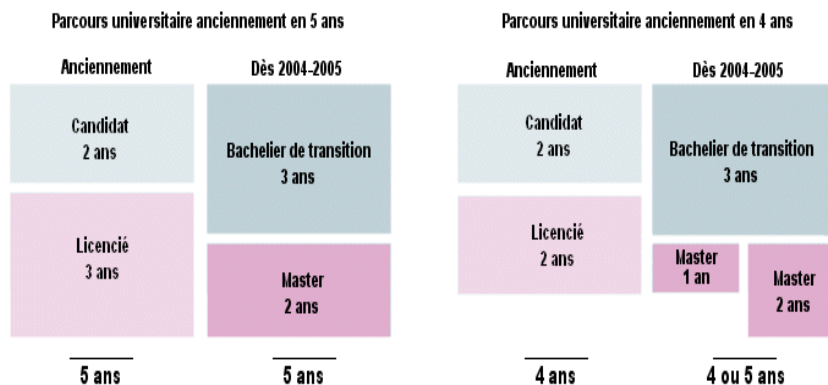 Parcours universitaire anciennement en 5 ans
Anciennement
Dès 2004-2005
Candidat
2 ans
Bachelier de transition
3 ans
Licencié
3 ans
Master
2 ans
5 ans
5 ans
Parcours universitaire anciennement en 4 ans
Anciennement
Dès 2004-2005
Candidat
2 ans
Bachelier de transition
3 ans
Licencié
2 ans
Master
1 an
Master
2 ans
4 ans
4 ou 5 ans